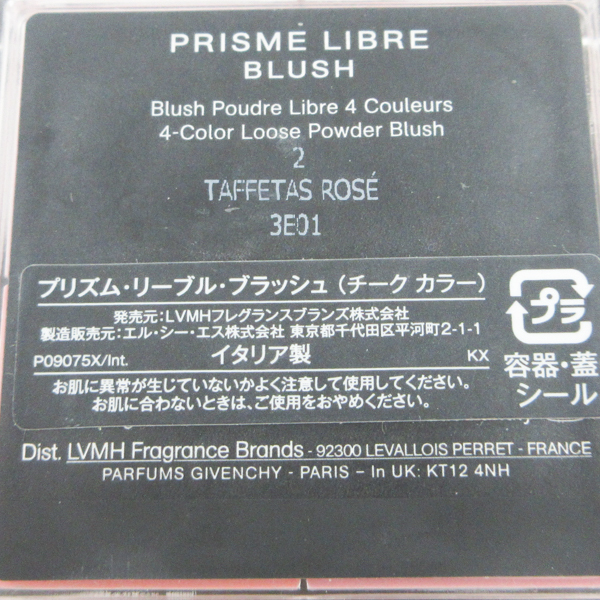 PRISME LIBRE
BLUSH
Blush Poudre Libre 4 Couleurs
4-Color Loose Powder Blush
2
TAFFETAS ROSÉ
3E01
プリズム・リーブル・ブラッシュ（チーク カラー）
発売元：LVMHフレグランスブランズ株式会社
製造販売元：エル・シー・エス株式会社 東京都千代田区平河町2-1-1
P09075X/Int. イタリア製 KX
お肌に異常が生じていないかよく注意して使用してください。
お肌に合わないときは、ご使用をおやめください。
プラ
容器・蓋
シール
Dist. LVMH Fragrance Brands - 92300 LEVALLOIS PERRET - FRANCE
PARFUMS GIVENCHY - PARIS – In UK: KT12 4NH